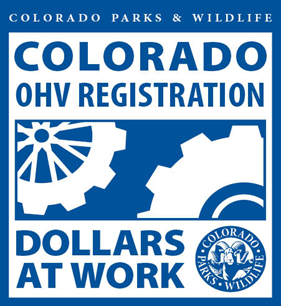 COLORADO PARKS & WILDLIFE
COLORADO
OHV REGISTRATION
DOLLARS
AT WORK
COLORADO
PARKS • WILDLIFE